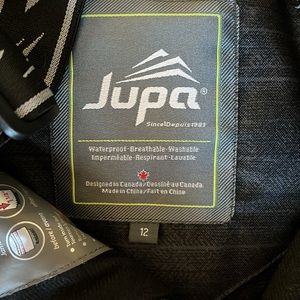 Jupa®
Since|Depuis 1981
Waterproof-Breathable-Washable
Imperméable-Respirant-Lavable
Designed in Canada/Dessiné au Canada
Made in China/Fait en Chine
12